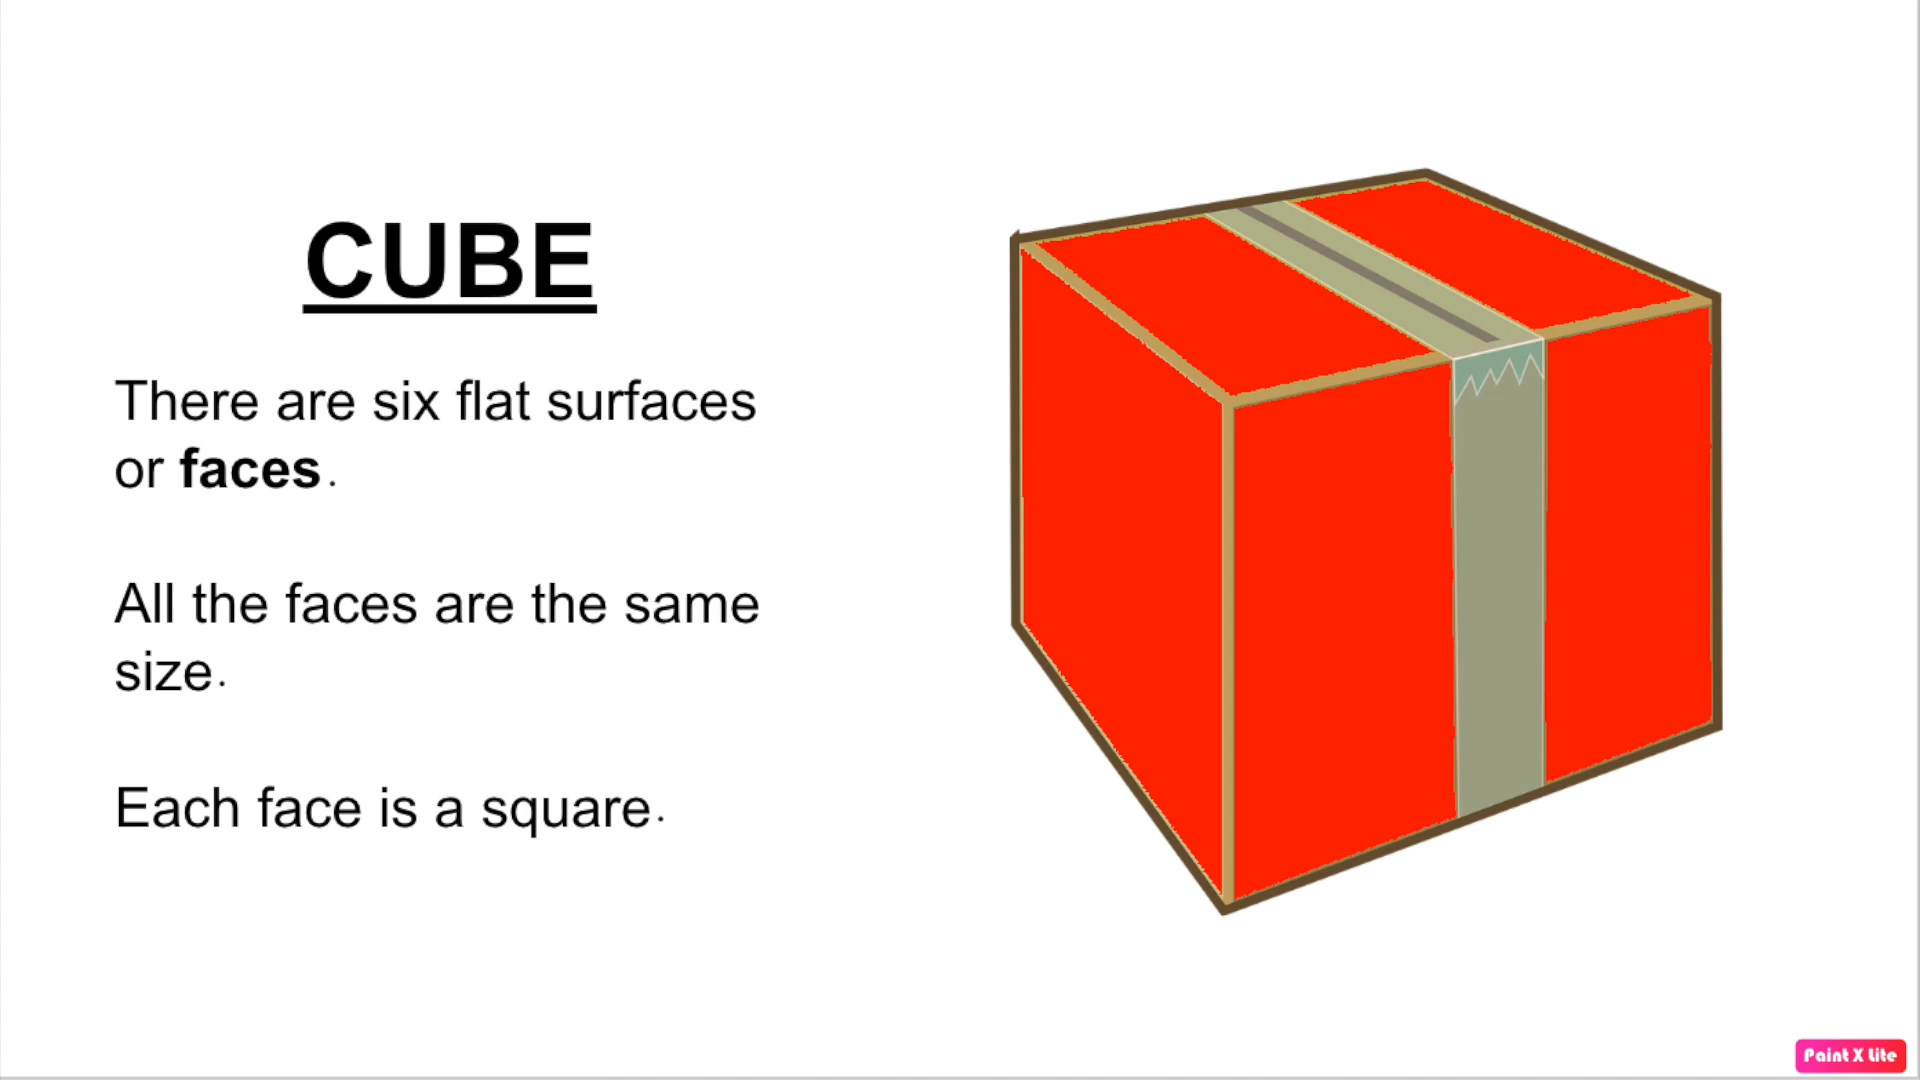 CUBE
There are six flat surfaces
or faces.
All the faces are the same
size.
Each face is a square.
Paint X Lite